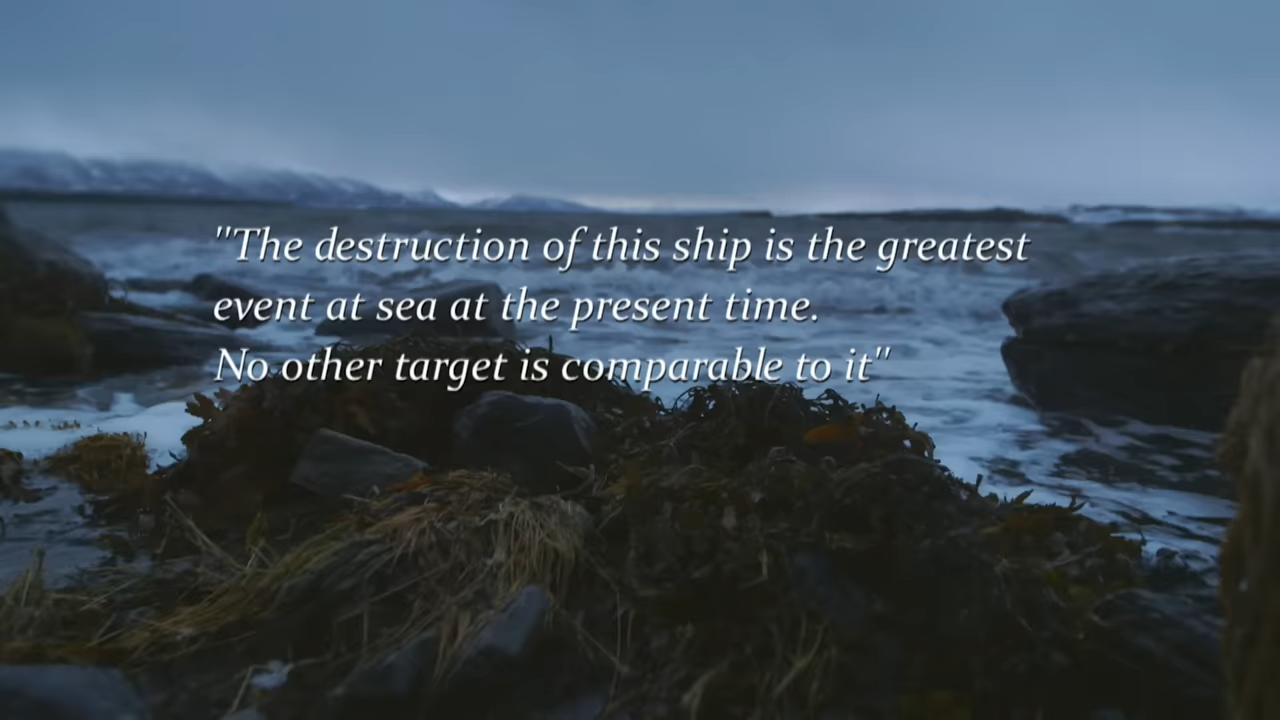 "The destruction of this ship is the greatest
event at sea at the present time.
No other target is comparable to it"